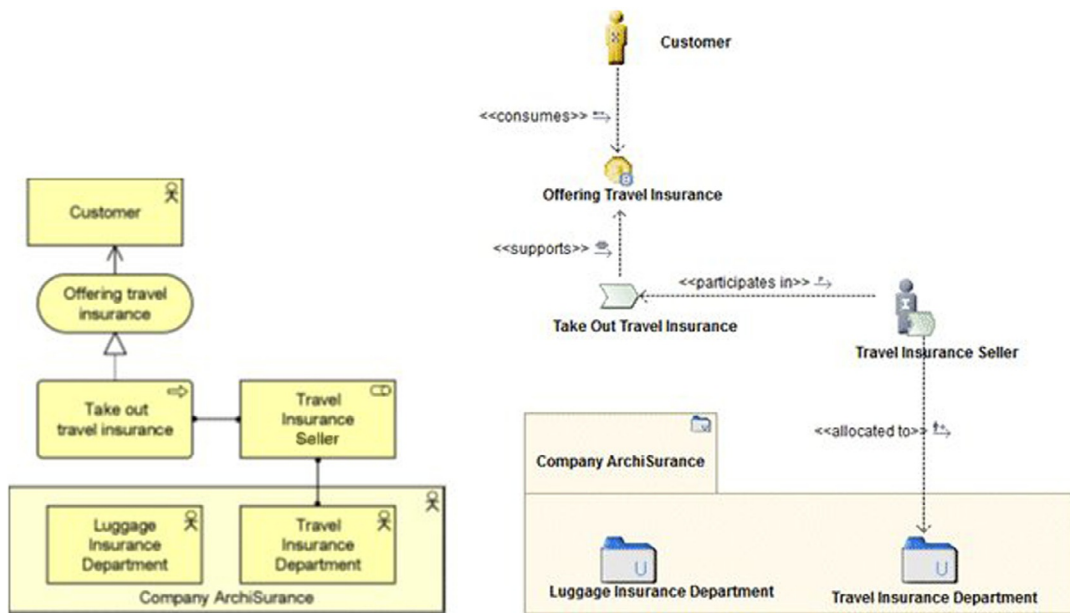 Customer
Offering travel
insurance
Take out
travel insurance
Travel
Insurance
Seller
Luggage
Insurance
Department
Travel
Insurance
Department
Company ArchiSurance
Customer
<<consumes>>
Offering Travel Insurance
<<supports>>
<<participates in>>
Take Out Travel Insurance
Travel Insurance Seller
<<allocated to>>
Company ArchiSurance
U
U
U
Luggage Insurance Department
Travel Insurance Department